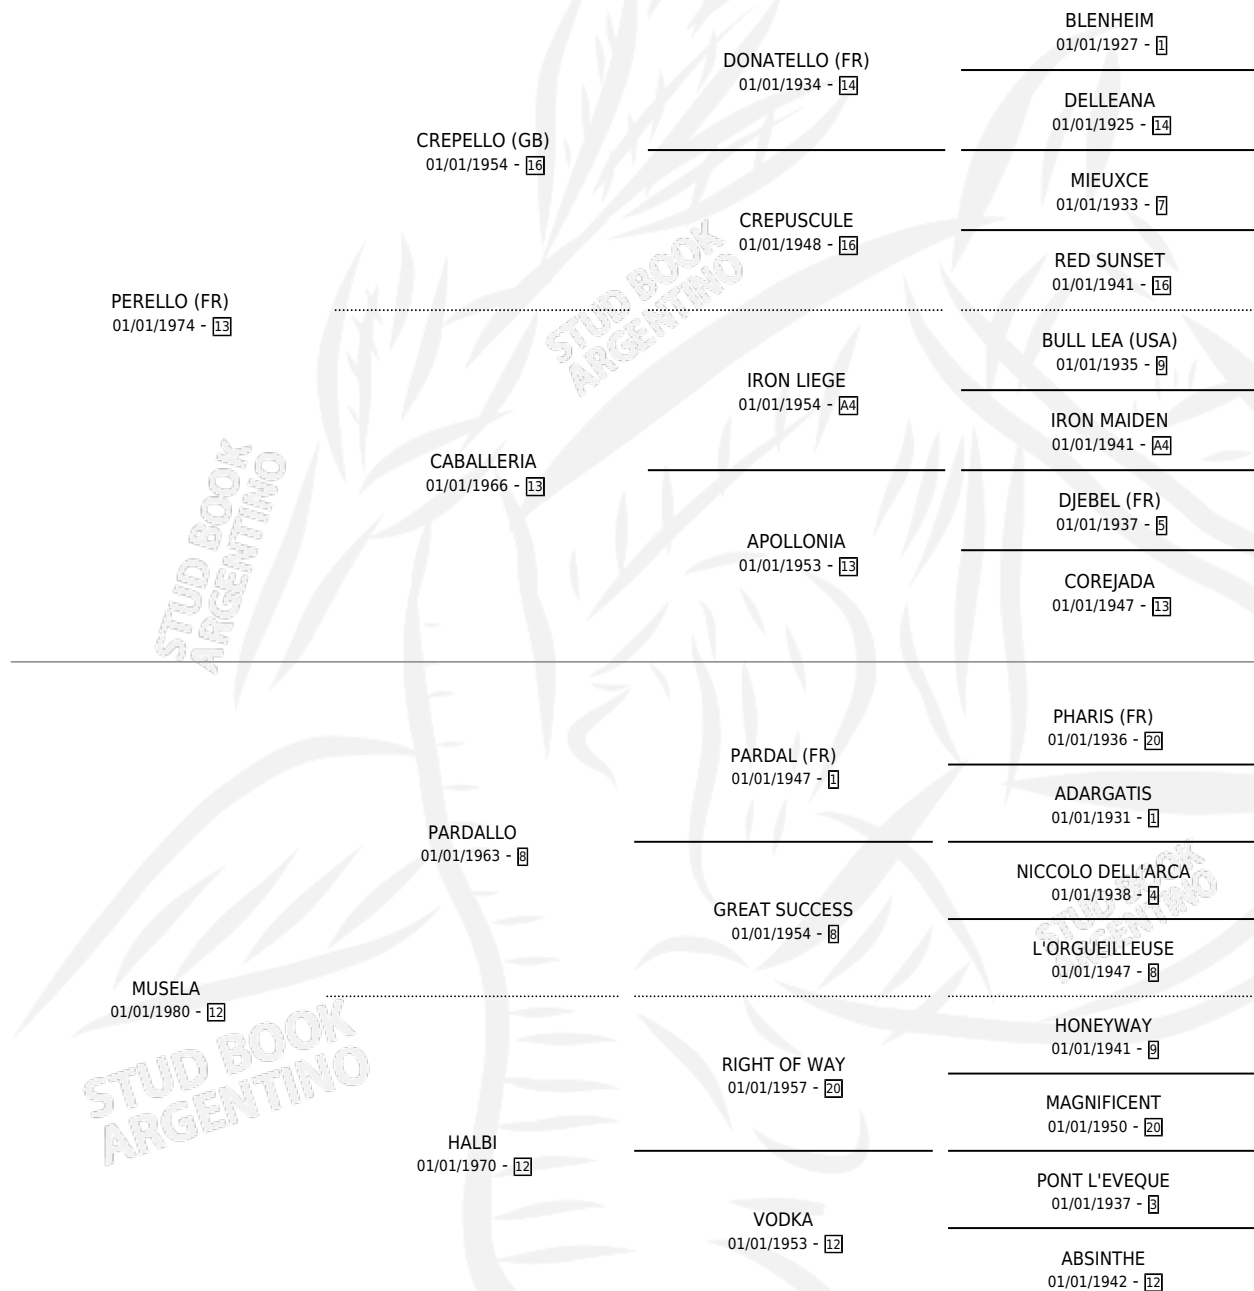 BLENHEIM
01/01/1927 - 1
DONATELLO (FR)
01/01/1934 - 14
DELLEANA
01/01/1925 - 14
CREPELLO (GB)
01/01/1954 - 16
MIEUXCE
01/01/1933 - 7
CREPUSCULE
01/01/1948 - 16
RED SUNSET
01/01/1941 - 16
PERELLO (FR)
01/01/1974 - 13
STUD BOOK
ARGENTINO
BULL LEA (USA)
01/01/1935 - 9
IRON LIEGE
01/01/1954 - A4
IRON MAIDEN
01/01/1941 - A4
CABALLERIA
01/01/1966 - 13
DJEBEL (FR)
01/01/1937 - 5
APOLLONIA
01/01/1953 - 13
COREJADA
01/01/1947 - 13
STUD BOOK
ARGENTINO
PHARIS (FR)
01/01/1936 - 20
PARDAL (FR)
01/01/1947 - 1
ADARGATIS
01/01/1931 - 1
PARDALLO
01/01/1963 - 8
NICCOLO DELL'ARCA
01/01/1938 - 4
GREAT SUCCESS
01/01/1954 - 8
STUD BOOK
ARGENTINO
L'ORGUEILLEUSE
01/01/1947 - 8
MUSELA
01/01/1980 - 12
HONEYWAY
01/01/1941 - 9
STUD BOOK
ARGENTINO
RIGHT OF WAY
01/01/1957 - 20
MAGNIFICENT
01/01/1950 - 20
HALBI
01/01/1970 - 12
PONT L'EVEQUE
01/01/1937 - 3
VODKA
01/01/1953 - 12
ABSINTHE
01/01/1942 - 12